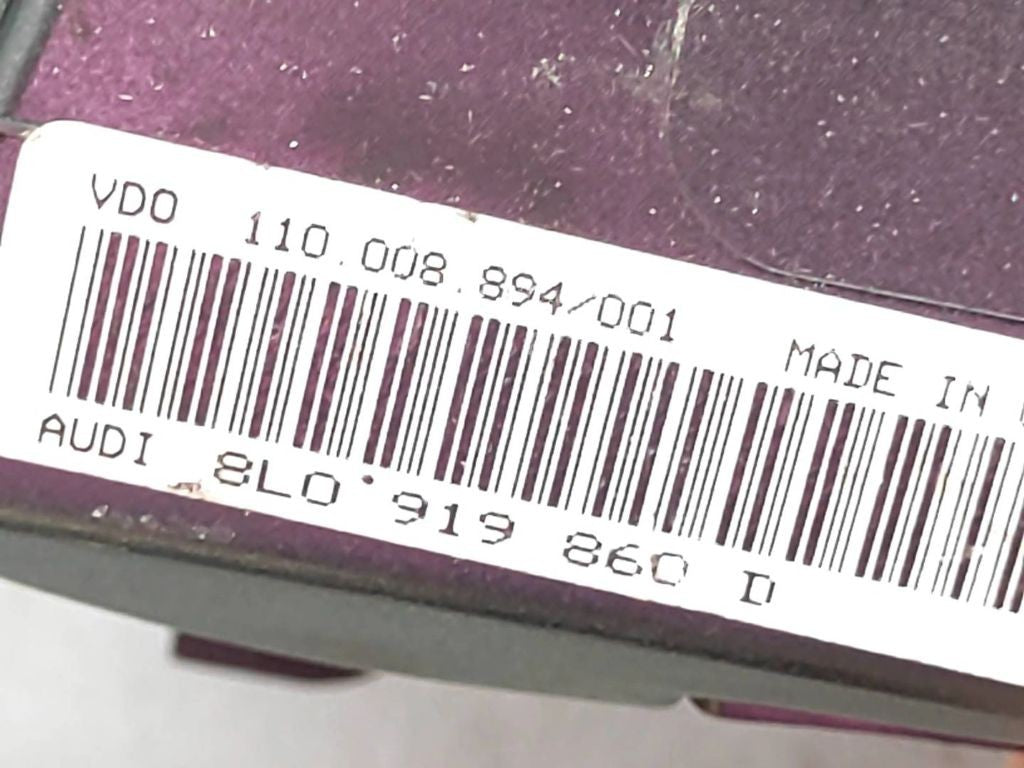 VDO 110.008.894/001 MADE IN
AUDI 8L0 919 860 D